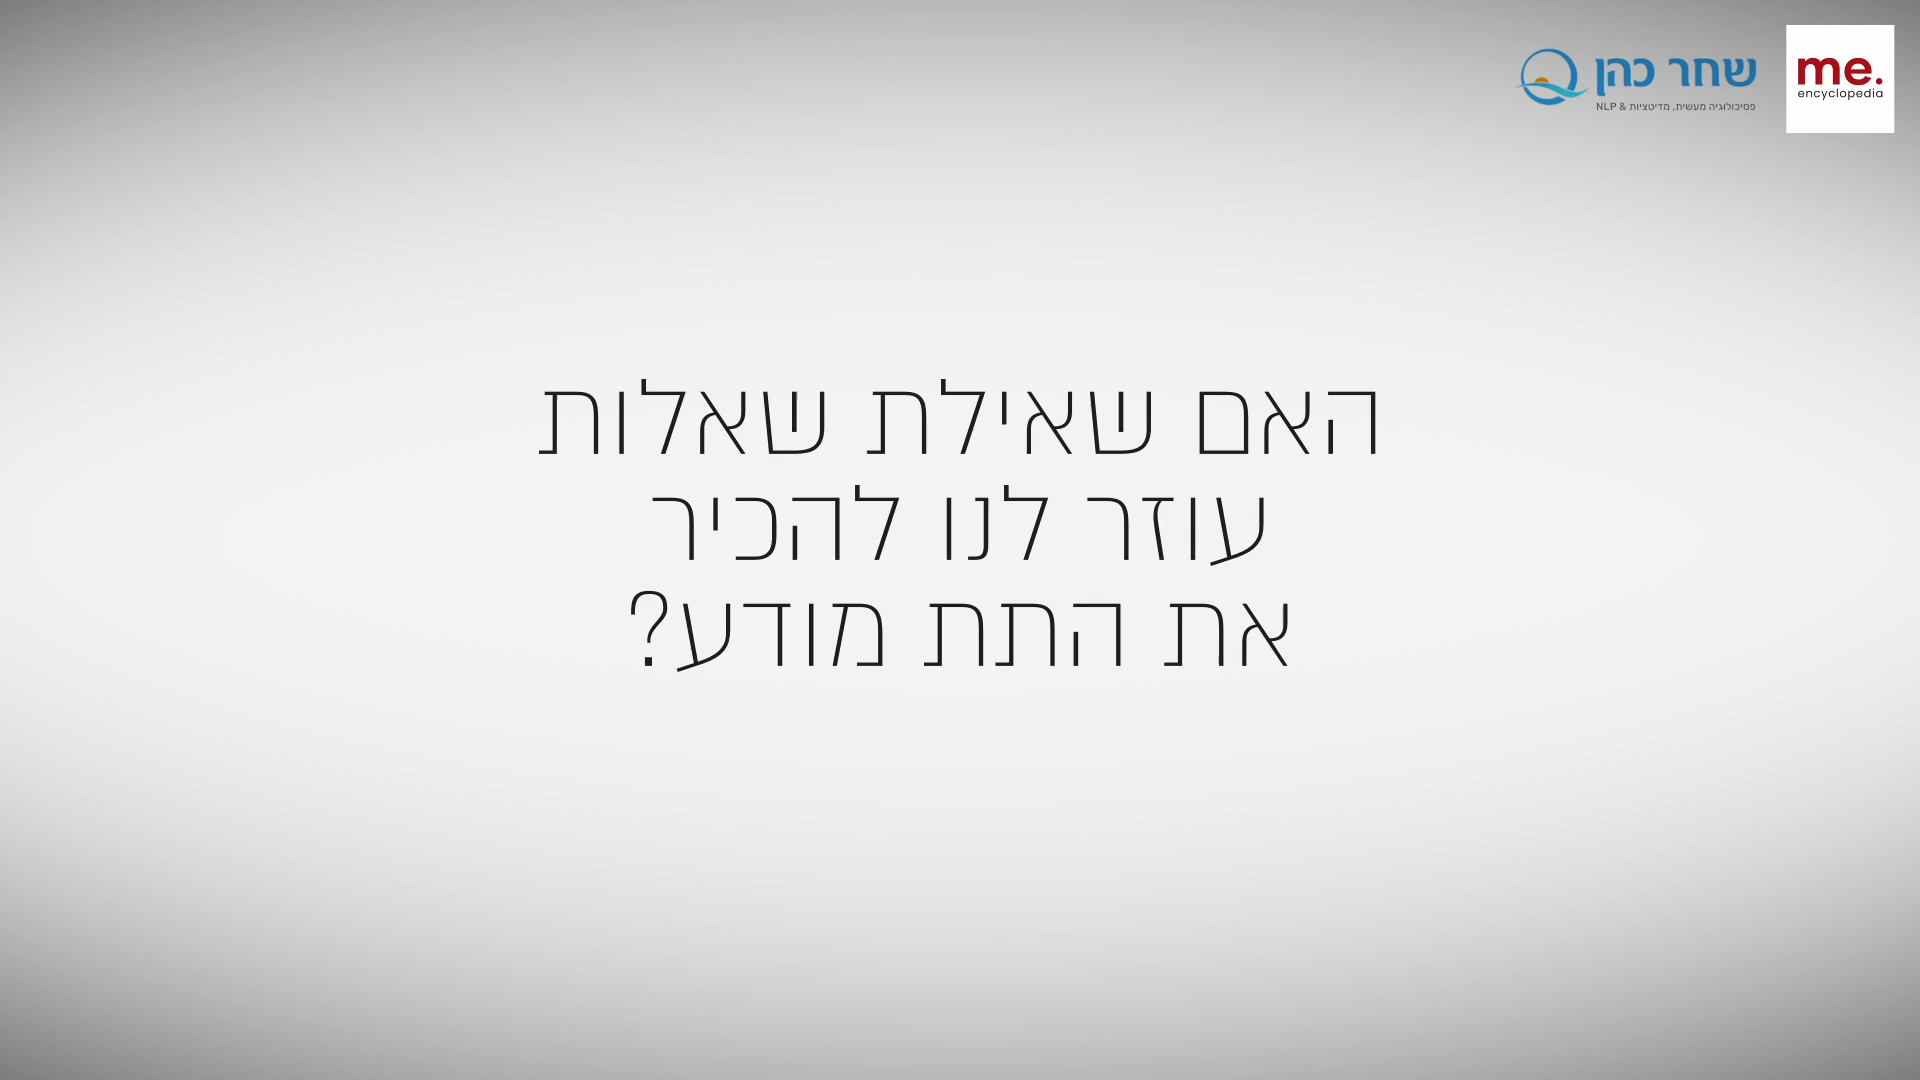 שחר כהן
פסיכולוגיה מעשית, מדיטציות & NLP
me.
encyclopedia
האם שאילת שאלות
עוזר לנו להכיר
את התת מודע?